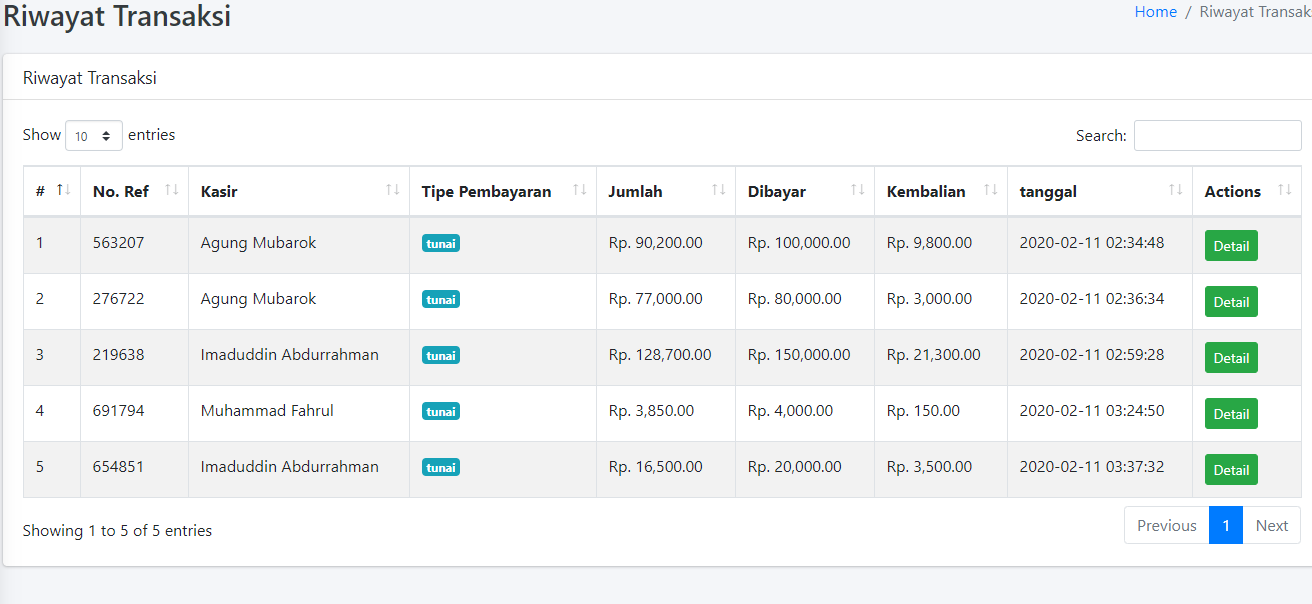 Riwayat Transaksi
Home / Riwayat Transaks
Riwayat Transaksi
Show 10 entries
Search:
# No. Ref Kasir Tipe Pembayaran Jumlah Dibayar Kembalian tanggal Actions
1 563207 Agung Mubarok tunai Rp. 90,200.00 Rp. 100,000.00 Rp. 9,800.00 2020-02-11 02:34:48 Detail
2 276722 Agung Mubarok tunai Rp. 77,000.00 Rp. 80,000.00 Rp. 3,000.00 2020-02-11 02:36:34 Detail
3 219638 Imaduddin Abdurrahman tunai Rp. 128,700.00 Rp. 150,000.00 Rp. 21,300.00 2020-02-11 02:59:28 Detail
4 691794 Muhammad Fahrul tunai Rp. 3,850.00 Rp. 4,000.00 Rp. 150.00 2020-02-11 03:24:50 Detail
5 654851 Imaduddin Abdurrahman tunai Rp. 16,500.00 Rp. 20,000.00 Rp. 3,500.00 2020-02-11 03:37:32 Detail
Showing 1 to 5 of 5 entries
Previous 1 Next